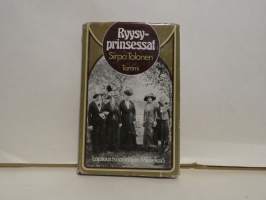 Ryysy-
prinsessat
Sirpa Tolonen
Tammi